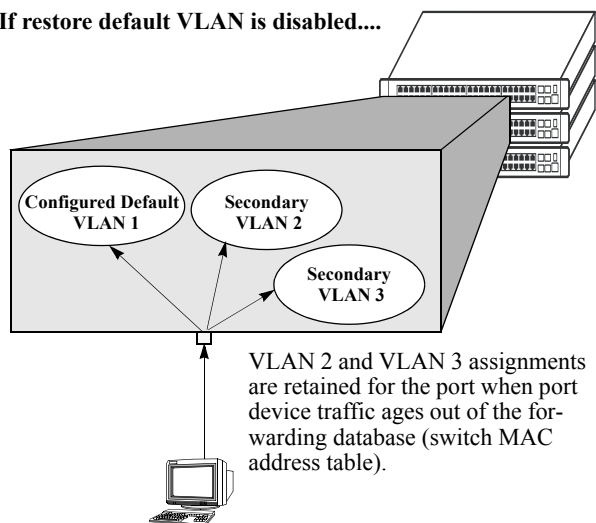 If restore default VLAN is disabled....
Configured Default
VLAN 1
Secondary
VLAN 2
Secondary
VLAN 3
VLAN 2 and VLAN 3 assignments
are retained for the port when port
device traffic ages out of the for-
warding database (switch MAC
address table).